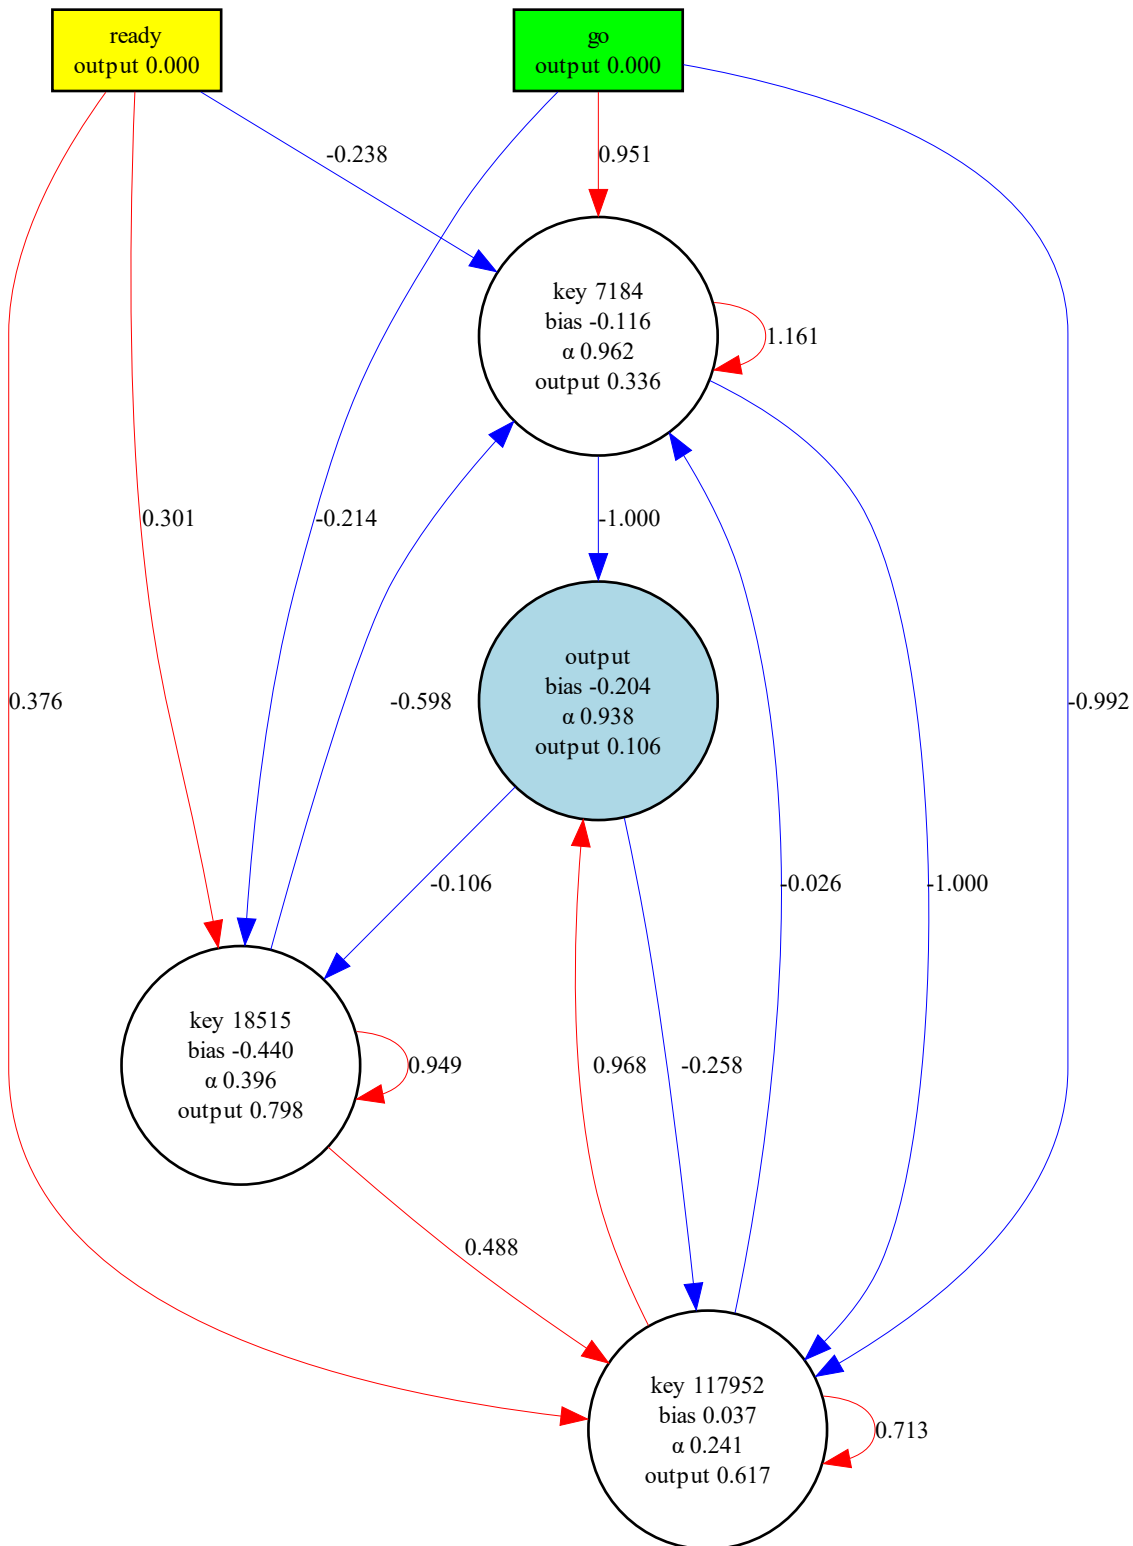 ready
output 0.000
go
output 0.000
-0.238
0.951
key 7184
bias -0.116
α 0.962
output 0.336
1.161
0.301
-0.214
-1.000
output
bias -0.204
α 0.938
output 0.106
0.376
-0.598
-0.992
-0.106
-0.026
-1.000
key 18515
bias -0.440
α 0.396
output 0.798
0.949
0.968
-0.258
0.488
key 117952
bias 0.037
α 0.241
output 0.617
0.713